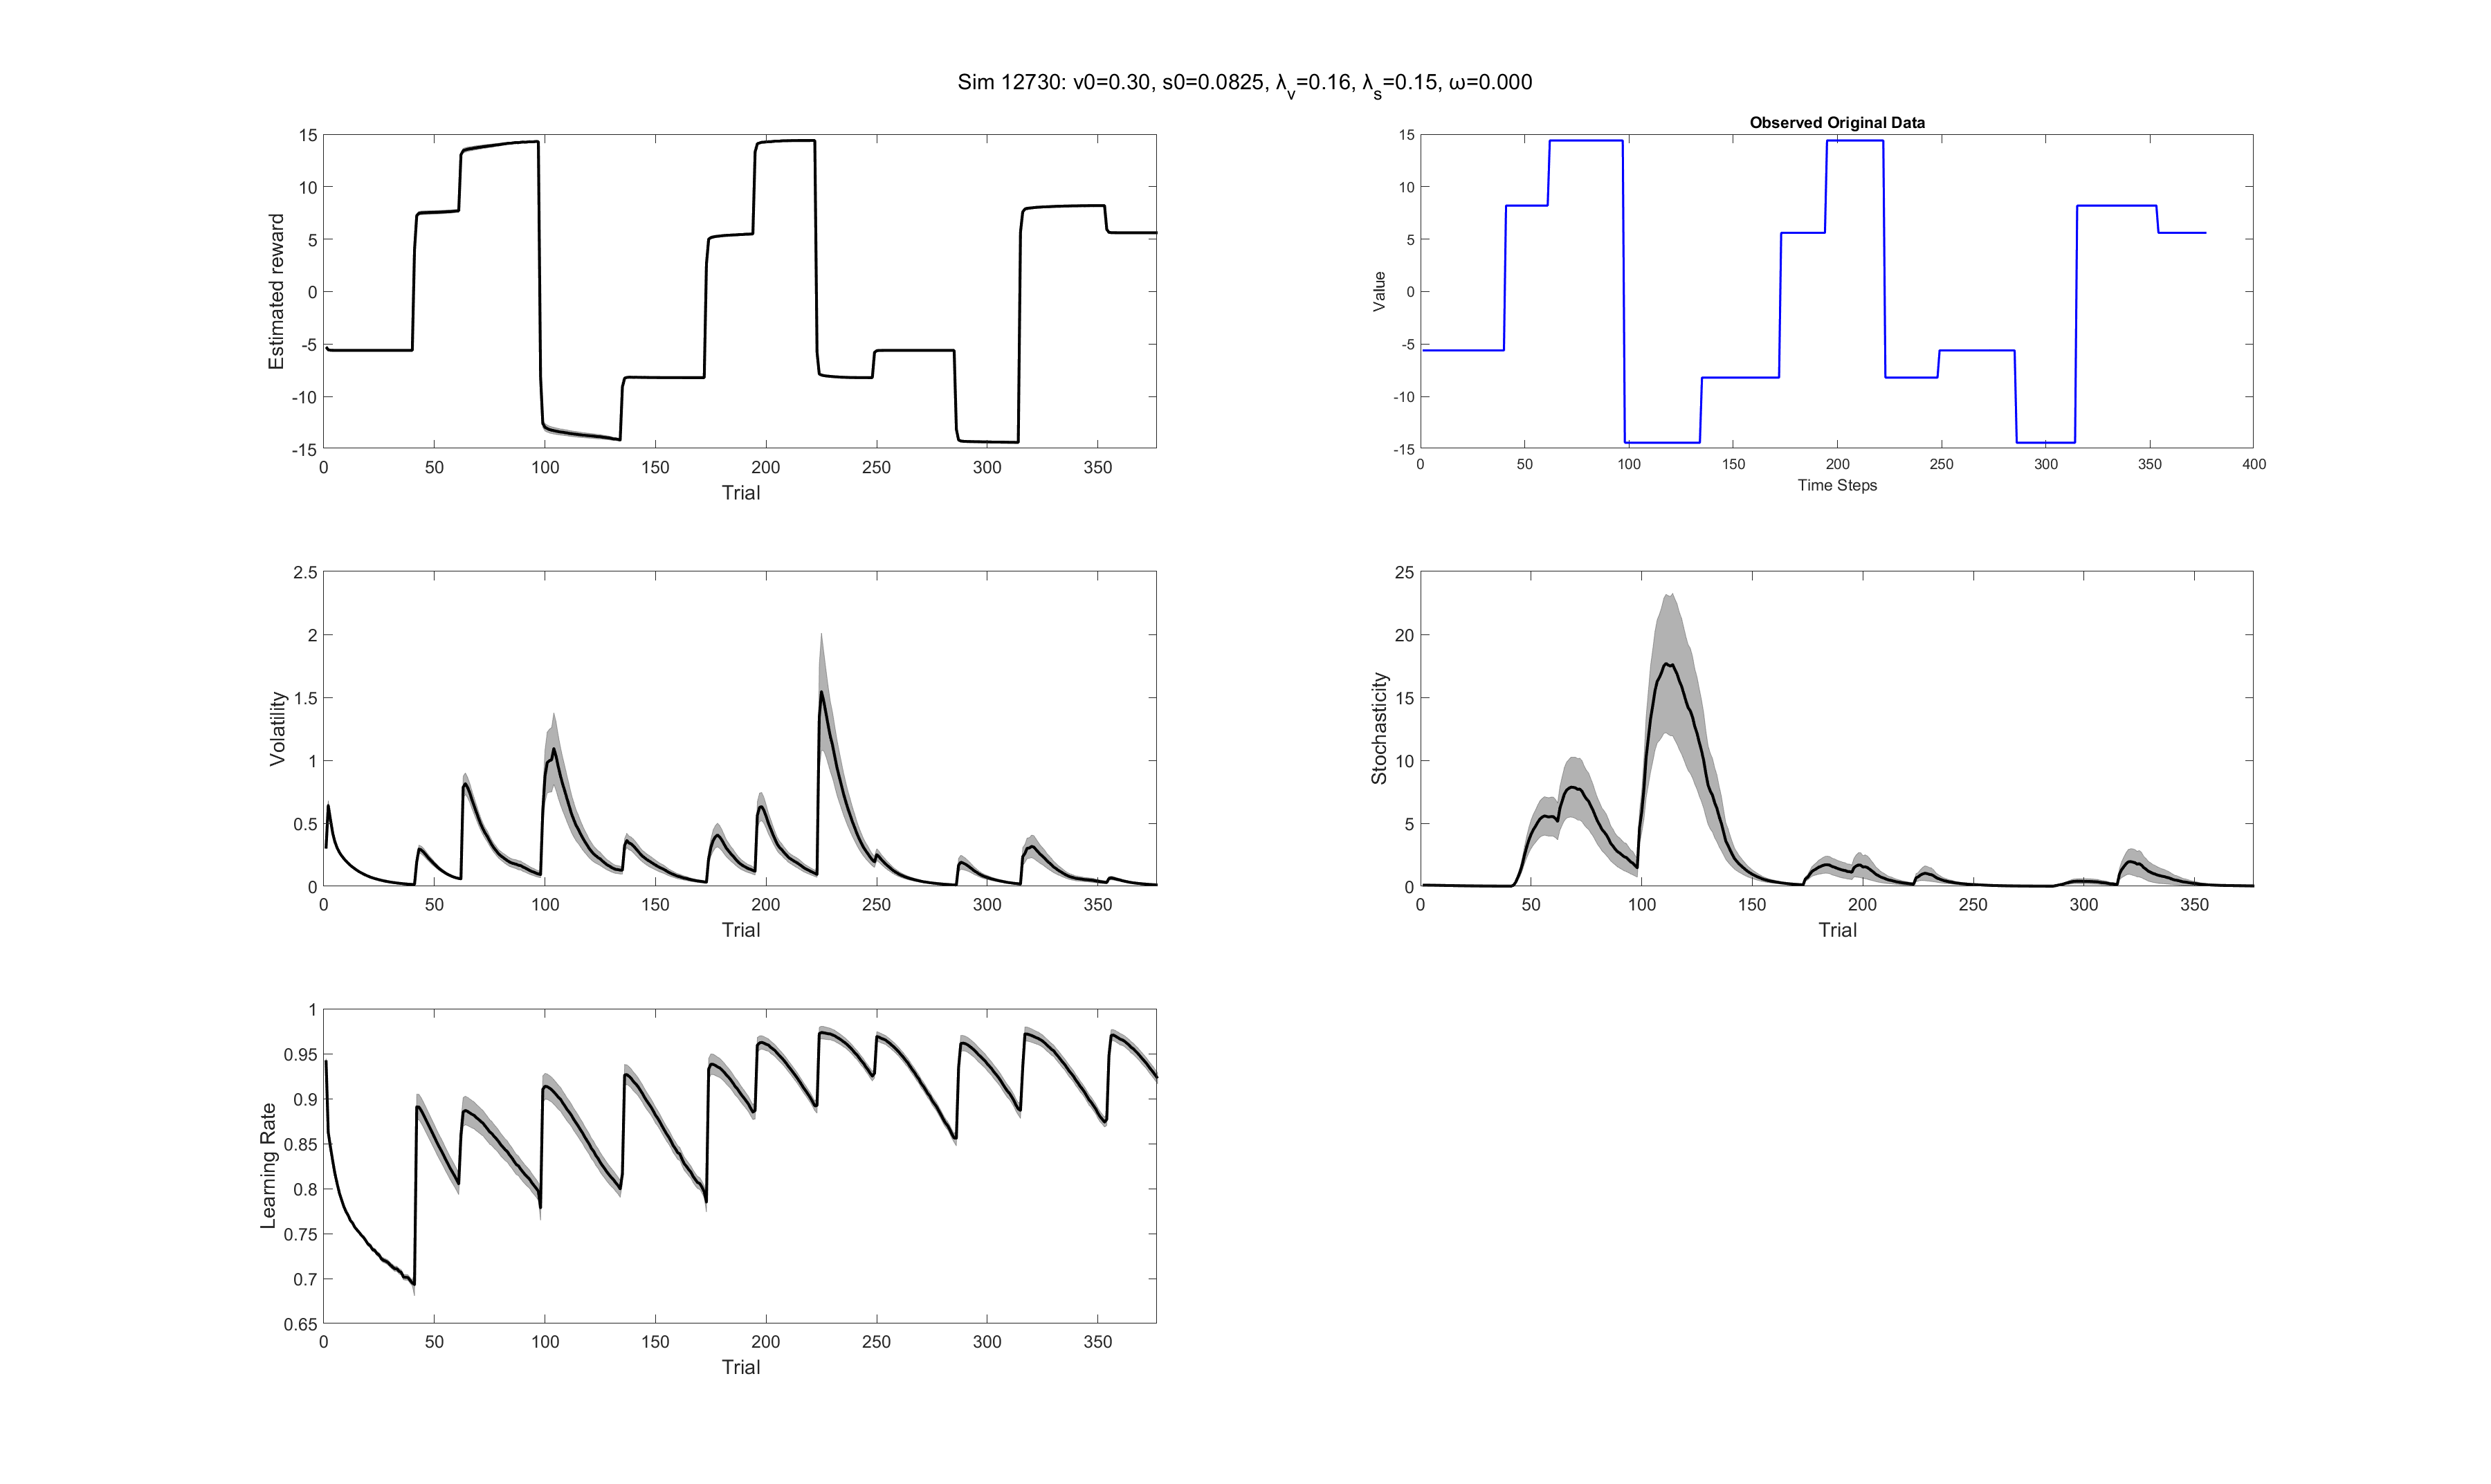 Sim 12730: v0=0.30, s0=0.0825, λv=0.16, λs=0.15, ω=0.000
Estimated reward
15
10
5
0
-5
-10
-15
0 50 100 150 200 250 300 350
Trial
Observed Original Data
Value
15
10
5
0
-5
-10
-15
0 50 100 150 200 250 300 350 400
Time Steps
Volatility
2.5
2
1.5
1
0.5
0
0 50 100 150 200 250 300 350
Trial
Stochasticity
25
20
15
10
5
0
0 50 100 150 200 250 300 350
Trial
Learning Rate
1
0.95
0.9
0.85
0.8
0.75
0.7
0.65
0 50 100 150 200 250 300 350
Trial